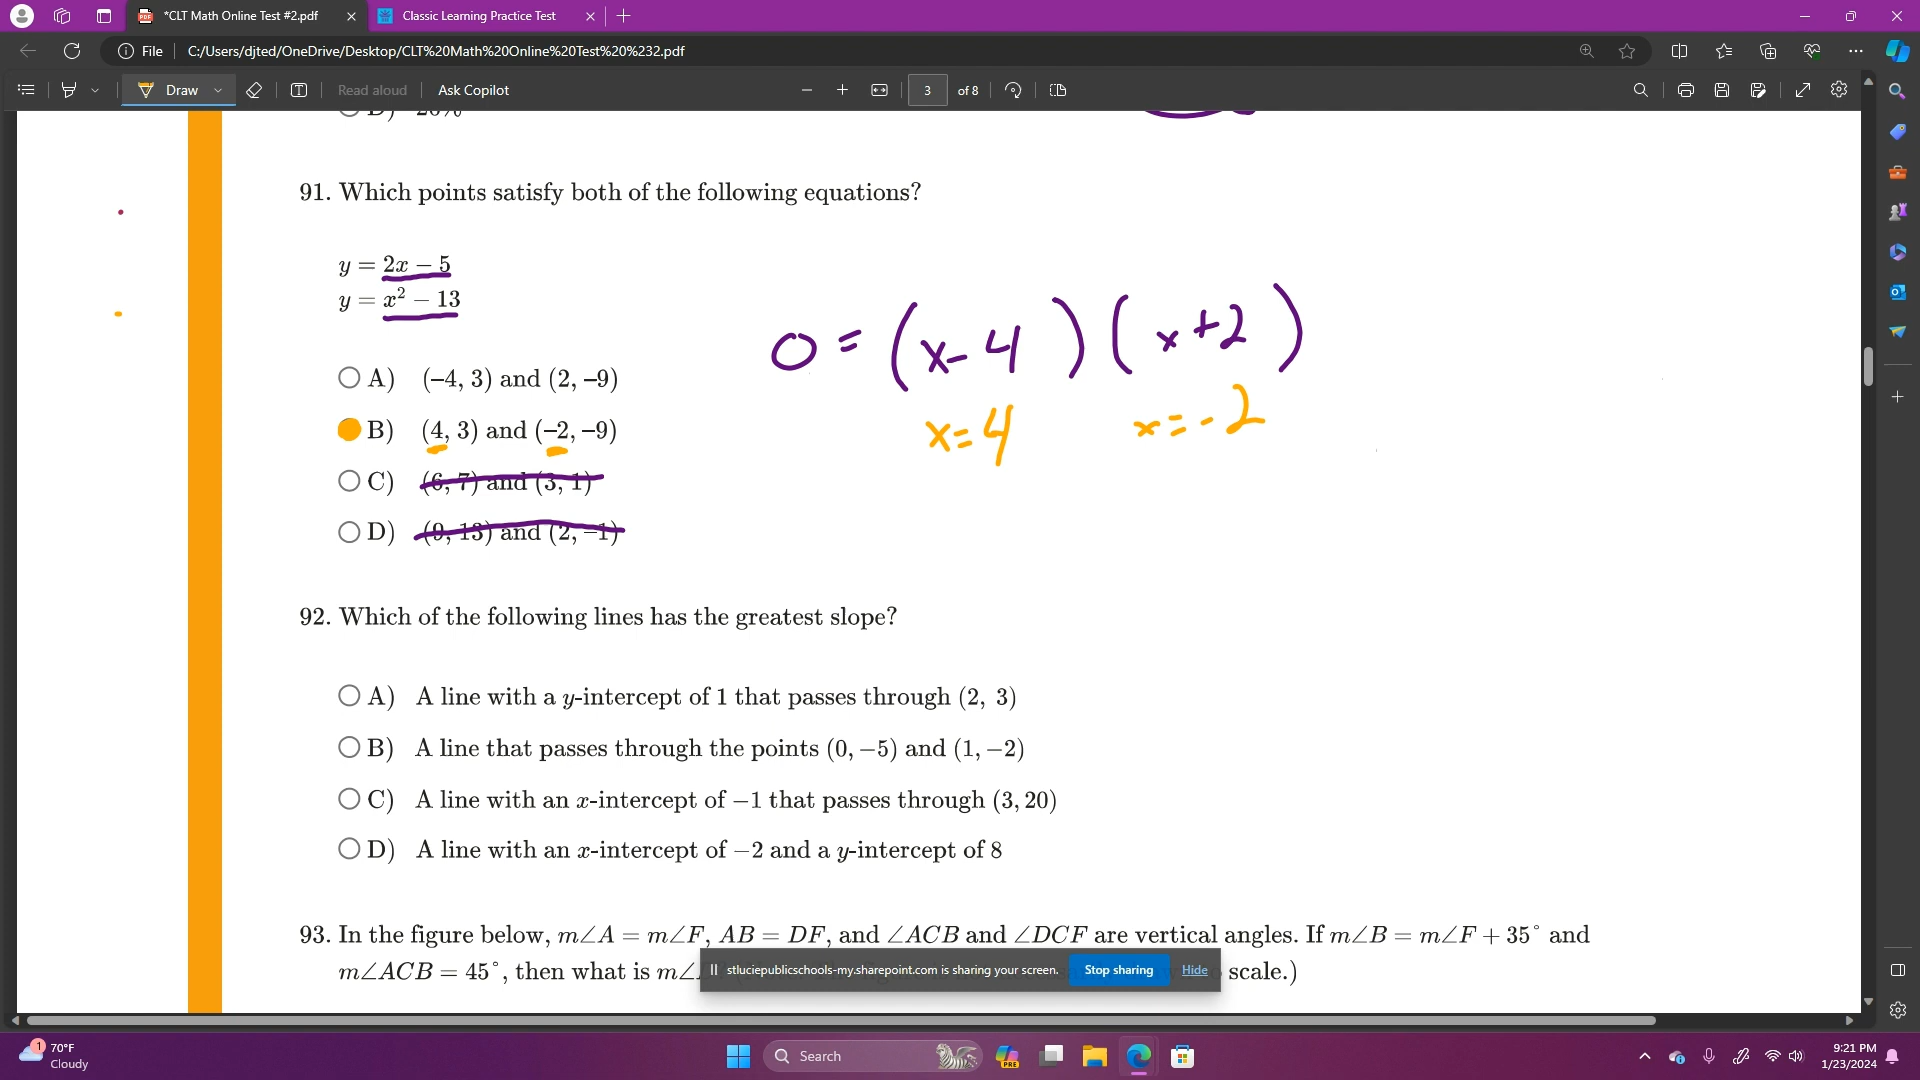 *CLT Math Online Test #2.pdf
Classic Learning Practice Test
File
C:/Users/djted/OneDrive/Desktop/CLT%20Math%20Online%20Test%20%232.pdf
Draw
Read aloud
Ask Copilot
3
of 8
D) 20%
91. Which points satisfy both of the following equations?
y = 2x − 5
y = x² − 13
0 = (x - 4) (x + 2)
A) (−4, 3) and (2, −9)
x = 4
x = -2
B) (4, 3) and (−2, −9)
C) (6, 7) and (3, 1)
D) (9, 13) and (2, −1)
92. Which of the following lines has the greatest slope?
A) A line with a y-intercept of 1 that passes through (2, 3)
B) A line that passes through the points (0, −5) and (1, −2)
C) A line with an x-intercept of −1 that passes through (3, 20)
D) A line with an x-intercept of −2 and a y-intercept of 8
93. In the figure below, m∠A = m∠F, AB = DF, and ∠ACB and ∠DCF are vertical angles. If m∠B = m∠F + 35° and
m∠ACB = 45°, then what is m∠ scale.)
stluciepublicschools-my.sharepoint.com is sharing your screen.
Stop sharing
Hide
1
70°F
Cloudy
Search
PRE
9:21 PM
1/23/2024